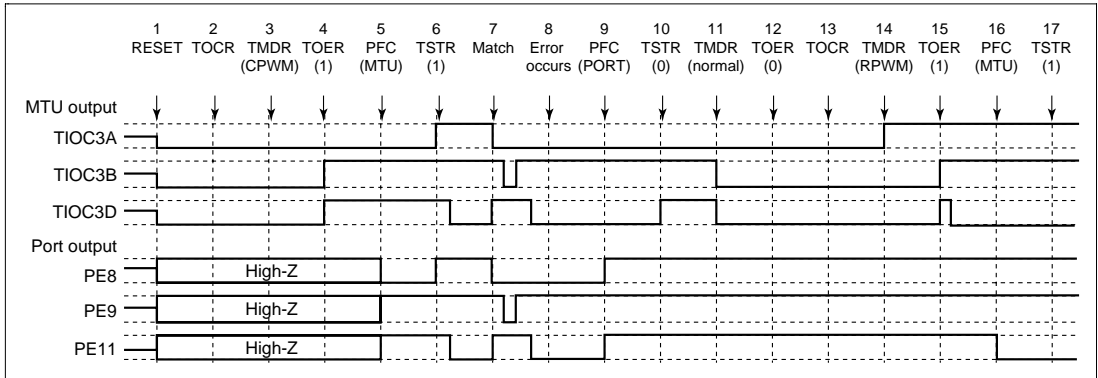 1 2 3 4 5 6 7 8 9 10 11 12 13 14 15 16 17
RESET TOCR TMDR TOER PFC TSTR Match Error PFC TSTR TMDR TOER TOCR TMDR TOER PFC TSTR
(CPWM) (1) (MTU) (1) occurs (PORT) (0) (normal) (0) (RPWM) (1) (MTU) (1)
MTU output
TIOC3A
TIOC3B
TIOC3D
Port output
PE8 High-Z
PE9 High-Z
PE11 High-Z